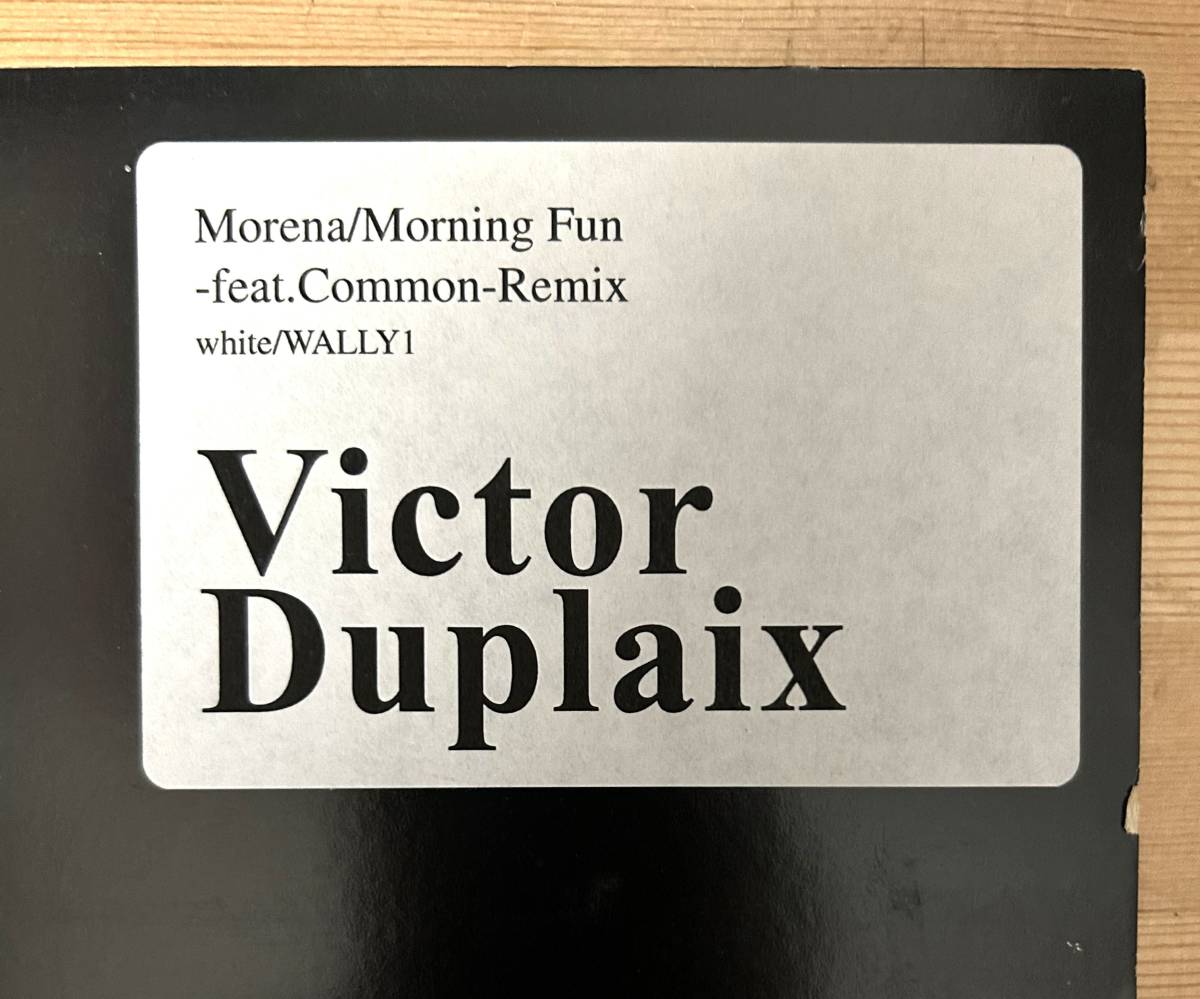 Morena/Morning Fun
-feat.Common-Remix
white/WALLY1
Victor
Duplaix